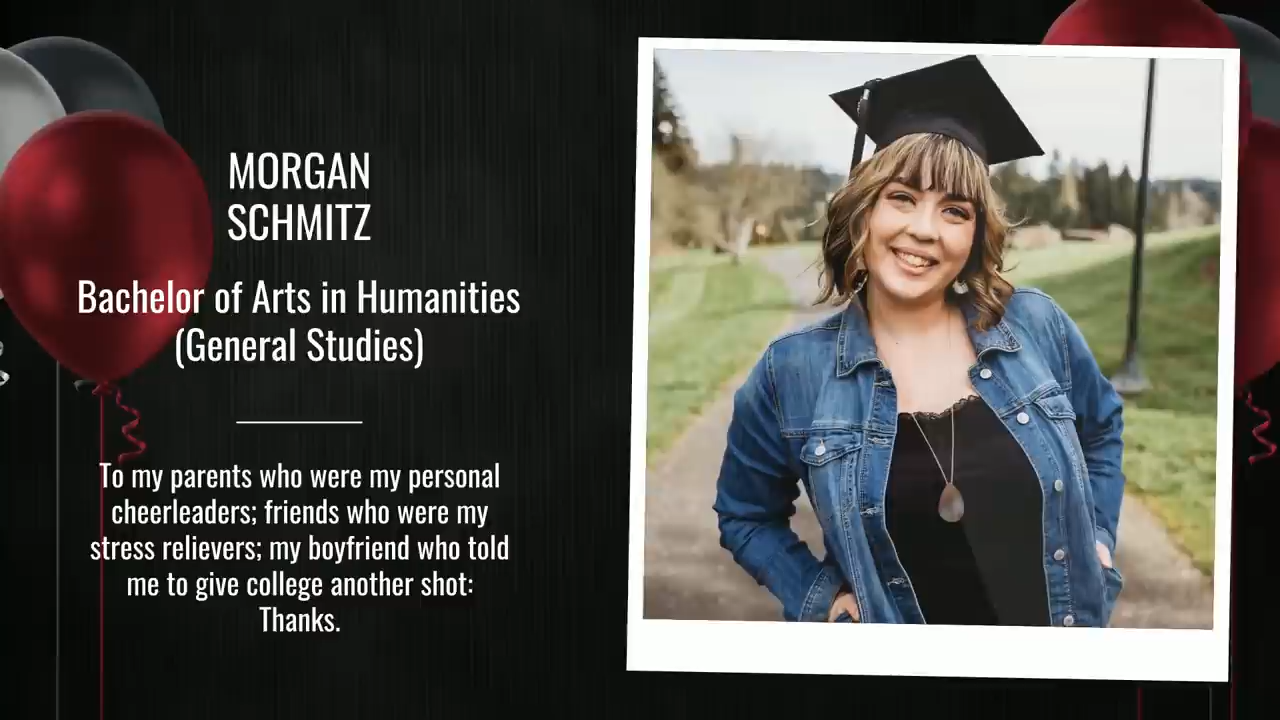 MORGAN
SCHMITZ
Bachelor of Arts in Humanities
(General Studies)
To my parents who were my personal
cheerleaders; friends who were my
stress relievers; my boyfriend who told
me to give college another shot:
Thanks.